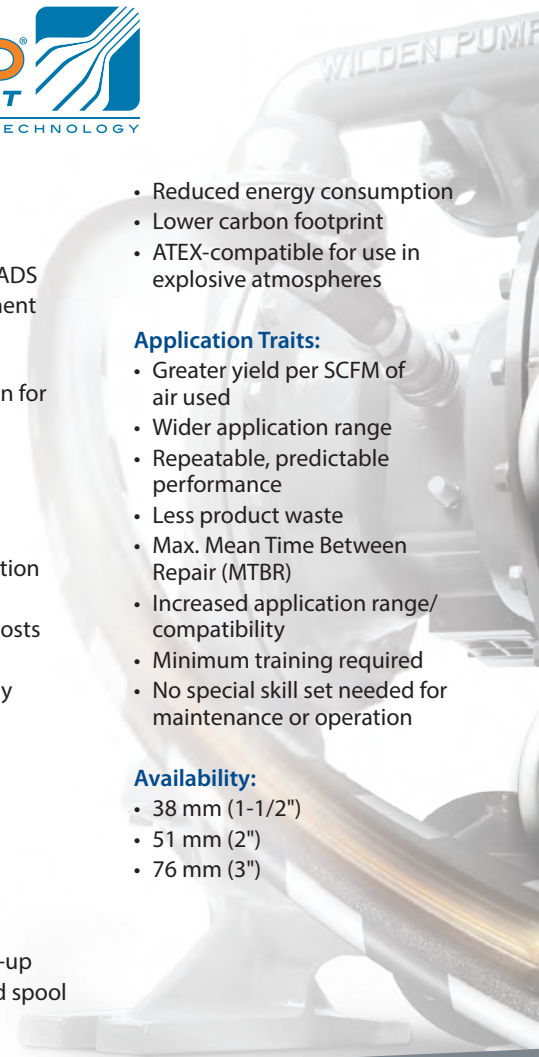 ECHNOLOGY
WILDEN PUMP
ADS
n for
osts
y
-up
d spool
• Reduced energy consumption
• Lower carbon footprint
• ATEX-compatible for use in
explosive atmospheres
Application Traits:
• Greater yield per SCFM of
air used
• Wider application range
• Repeatable, predictable
performance
• Less product waste
• Max. Mean Time Between
Repair (MTBR)
• Increased application range/
compatibility
• Minimum training required
• No special skill set needed for
maintenance or operation
Availability:
• 38 mm (1-1/2")
• 51 mm (2")
• 76 mm (3")